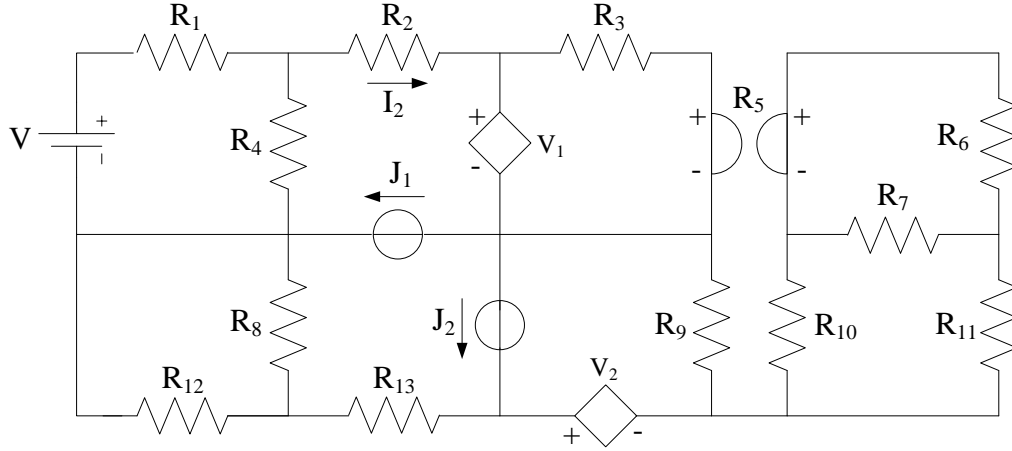 R1 R2 R3
I2
V + -
R4
+ - V1
+ - R5 + -
R6
J1
R7
R8
J2
R9
R10
R11
R12 R13
V2
+ -